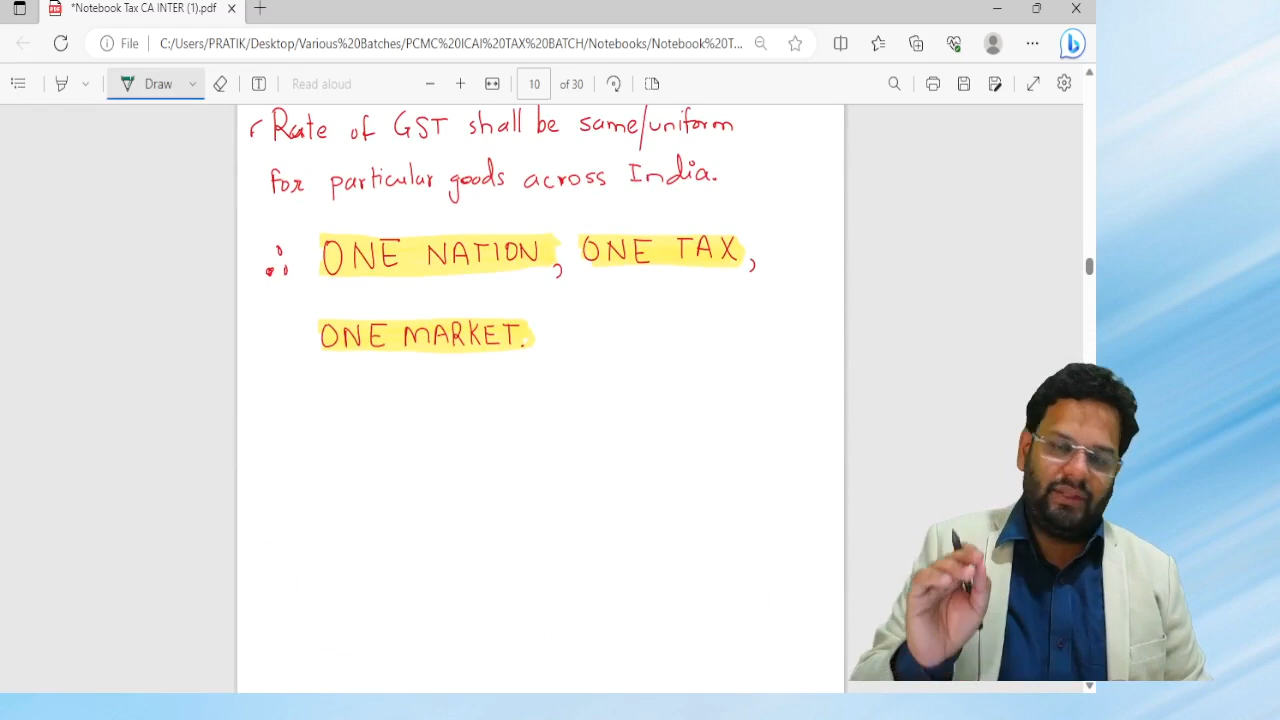 *Notebook Tax CA INTER (1).pdf
File C:/Users/PRATIK/Desktop/Various%20Batches/PCMC%20ICAI%20TAX%20BATCH/Notebooks/Notebook%20T...
Draw Read aloud 10 of 30
Rate of GST shall be same/uniform
for particular goods across India.
∴ ONE NATION, ONE TAX,
ONE MARKET.